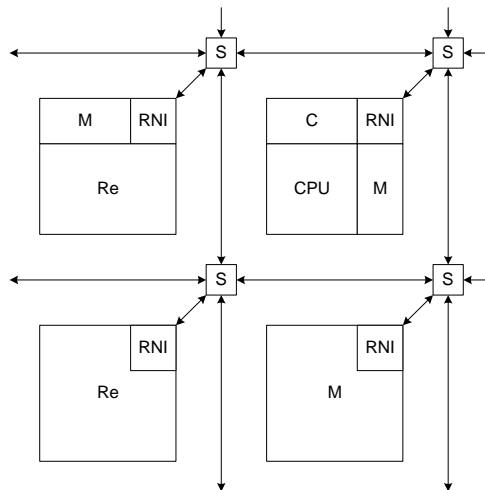 S S
M RNI C RNI
Re CPU M
S S
RNI RNI
Re M